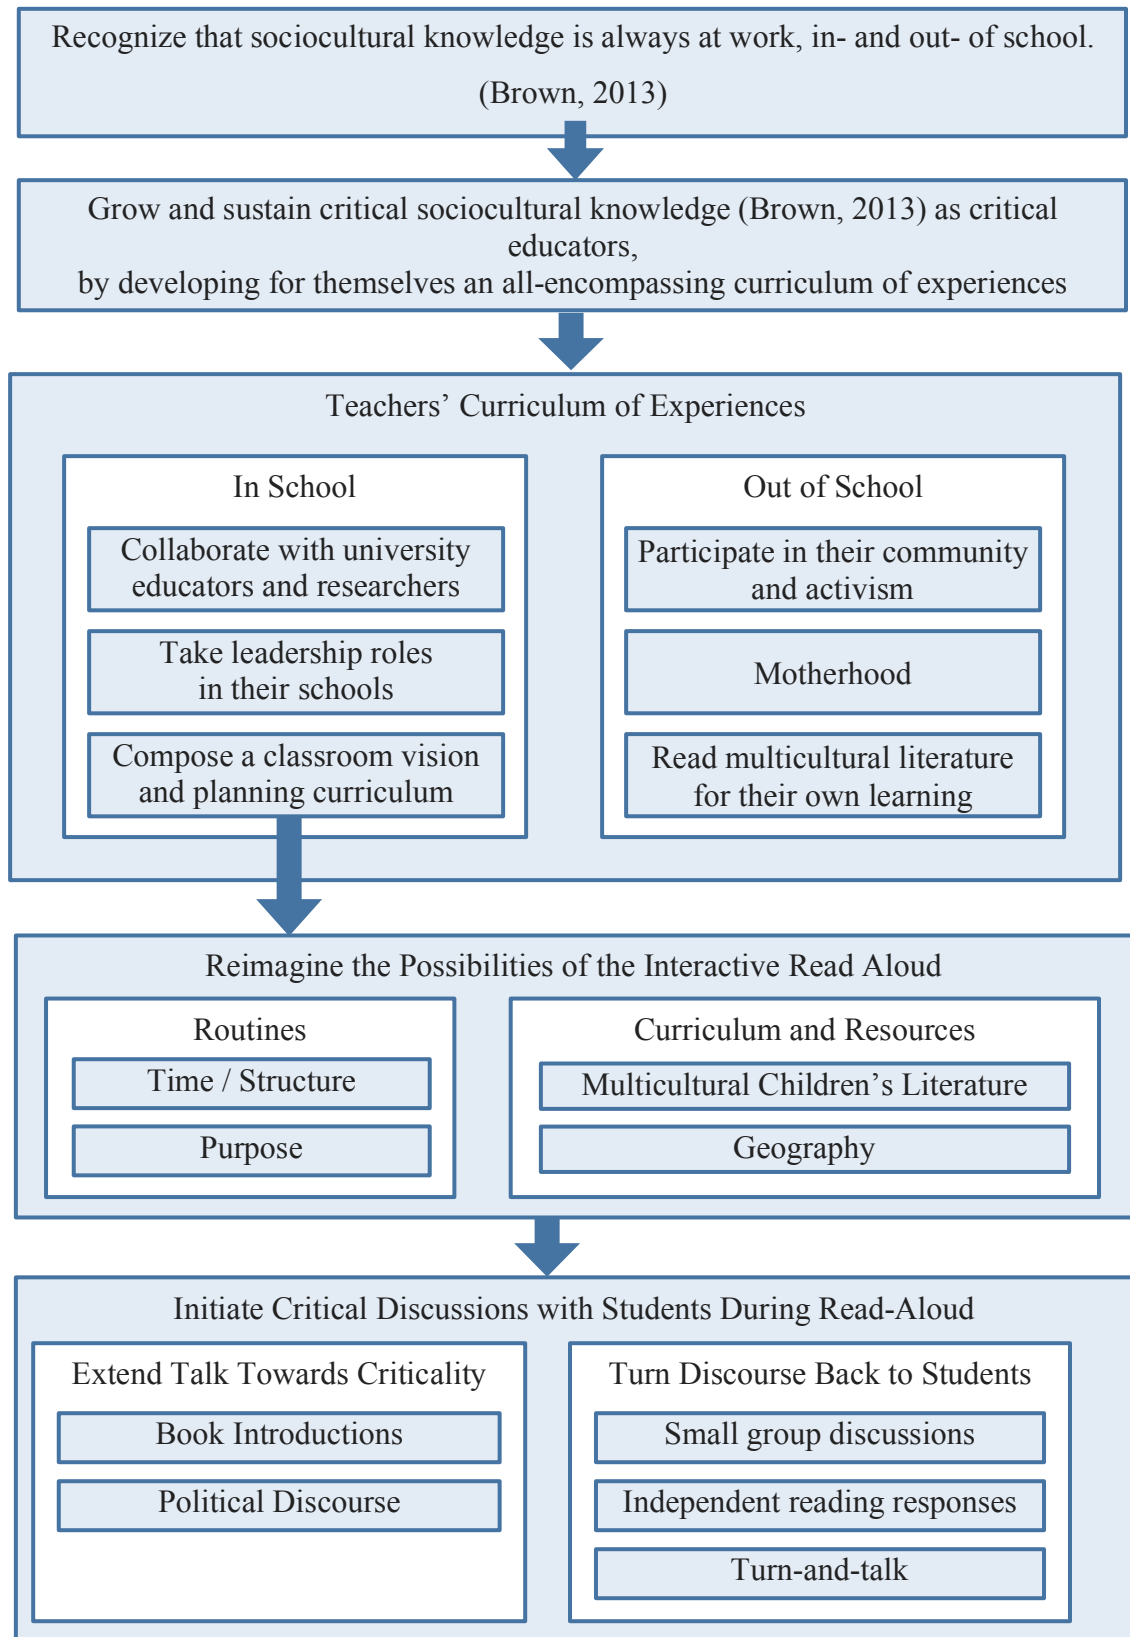 Recognize that sociocultural knowledge is always at work, in- and out- of school.
(Brown, 2013)
Grow and sustain critical sociocultural knowledge (Brown, 2013) as critical
educators,
by developing for themselves an all-encompassing curriculum of experiences
Teachers’ Curriculum of Experiences
In School
Collaborate with university
educators and researchers
Take leadership roles
in their schools
Compose a classroom vision
and planning curriculum
Out of School
Participate in their community
and activism
Motherhood
Read multicultural literature
for their own learning
Reimagine the Possibilities of the Interactive Read Aloud
Routines
Time / Structure
Purpose
Curriculum and Resources
Multicultural Children’s Literature
Geography
Initiate Critical Discussions with Students During Read-Aloud
Extend Talk Towards Criticality
Book Introductions
Political Discourse
Turn Discourse Back to Students
Small group discussions
Independent reading responses
Turn-and-talk